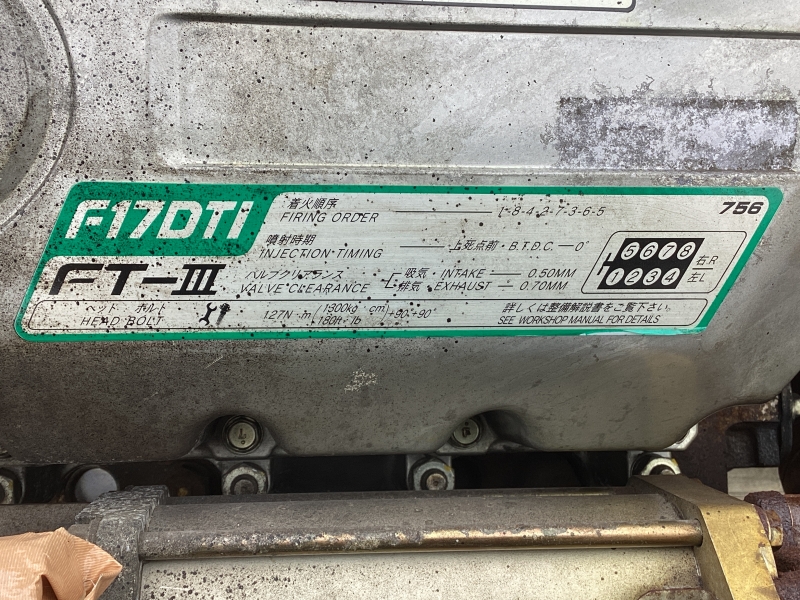 F17DTI
FT-III
756
着火順序
FIRING ORDER 1-8-4-2-7-3-6-5
噴射時期
INJECTION TIMING 上死点前・B.T.D.C.—0°
バルブクリアランス
VALVE CLEARANCE
吸気・INTAKE — 0.50MM
排気・EXHAUST — 0.70MM
5678 右R
1234 左L
ヘッド ボルト
HEAD BOLT
127N・m (1300kg・cm) +90°+90°
詳しくは整備解説書をご覧下さい。
SEE WORKSHOP MANUAL FOR DETAILS